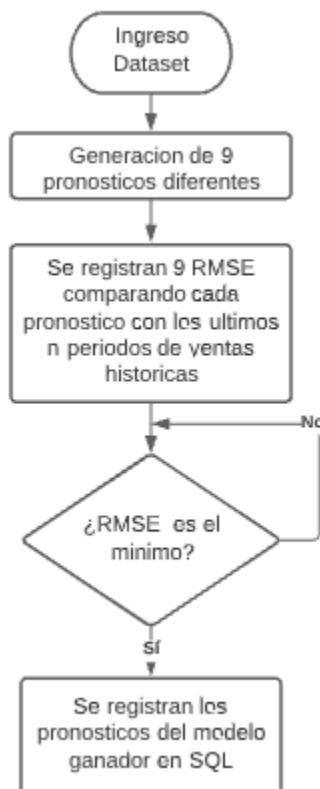 Ingreso
Dataset
Generacion de 9
pronosticos diferentes
Se registran 9 RMSE
comparando cada
pronostico con los ultimos
n periodos de ventas
historicas
No
¿RMSE es el
minimo?
Sí
Se registran los
pronosticos del modelo
ganador en SQL